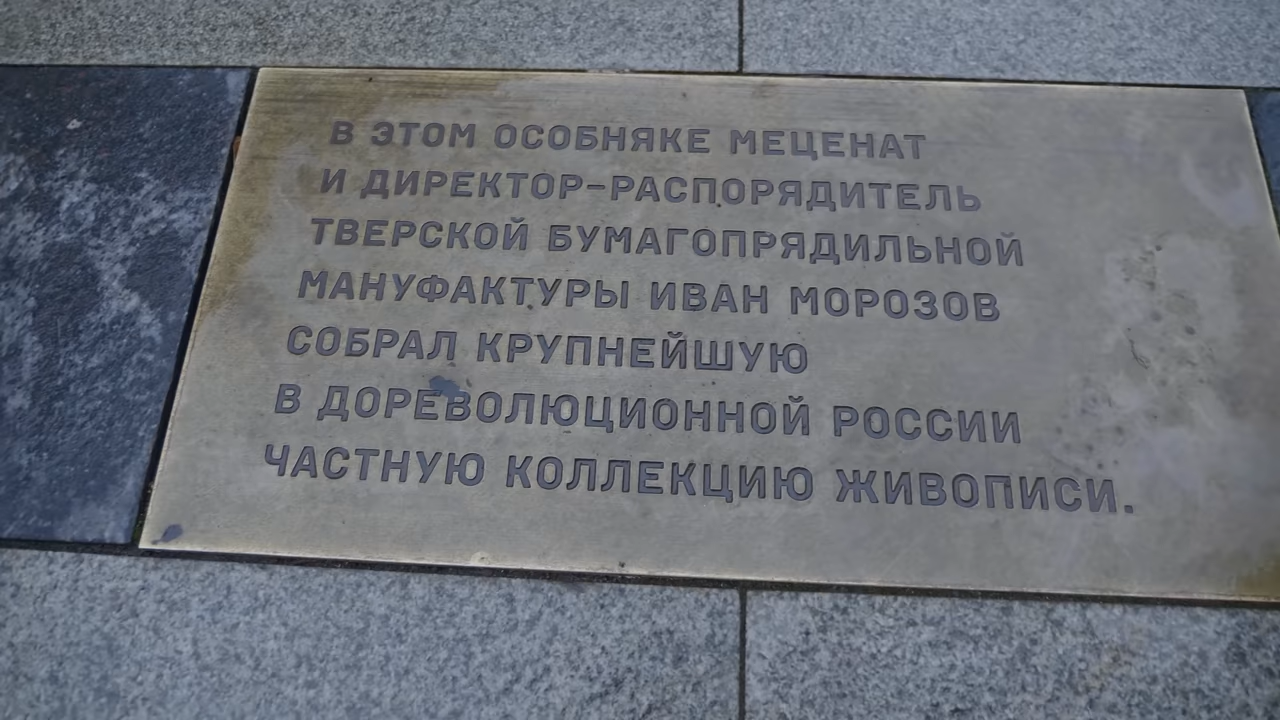 В ЭТОМ ОСОБНЯКЕ МЕЦЕНАТ
И ДИРЕКТОР-РАСПОРЯДИТЕЛЬ
ТВЕРСКОЙ БУМАГОПРЯДИЛЬНОЙ
МАНУФАКТУРЫ ИВАН МОРОЗОВ
СОБРАЛ КРУПНЕЙШУЮ
В ДОРЕВОЛЮЦИОННОЙ РОССИИ
ЧАСТНУЮ КОЛЛЕКЦИЮ ЖИВОПИСИ.